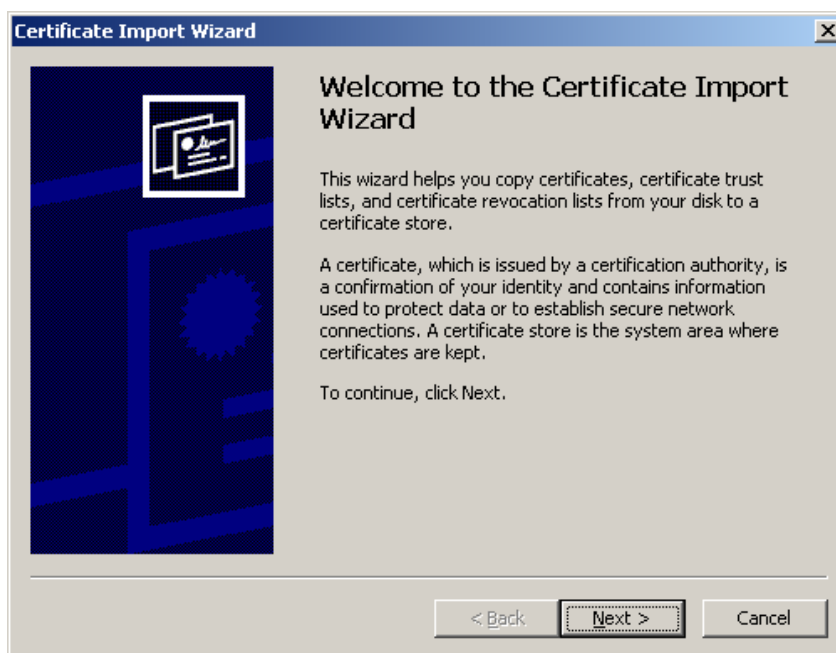 Certificate Import Wizard
Welcome to the Certificate Import
Wizard
This wizard helps you copy certificates, certificate trust
lists, and certificate revocation lists from your disk to a
certificate store.
A certificate, which is issued by a certification authority, is
a confirmation of your identity and contains information
used to protect data or to establish secure network
connections. A certificate store is the system area where
certificates are kept.
To continue, click Next.
< Back Next > Cancel